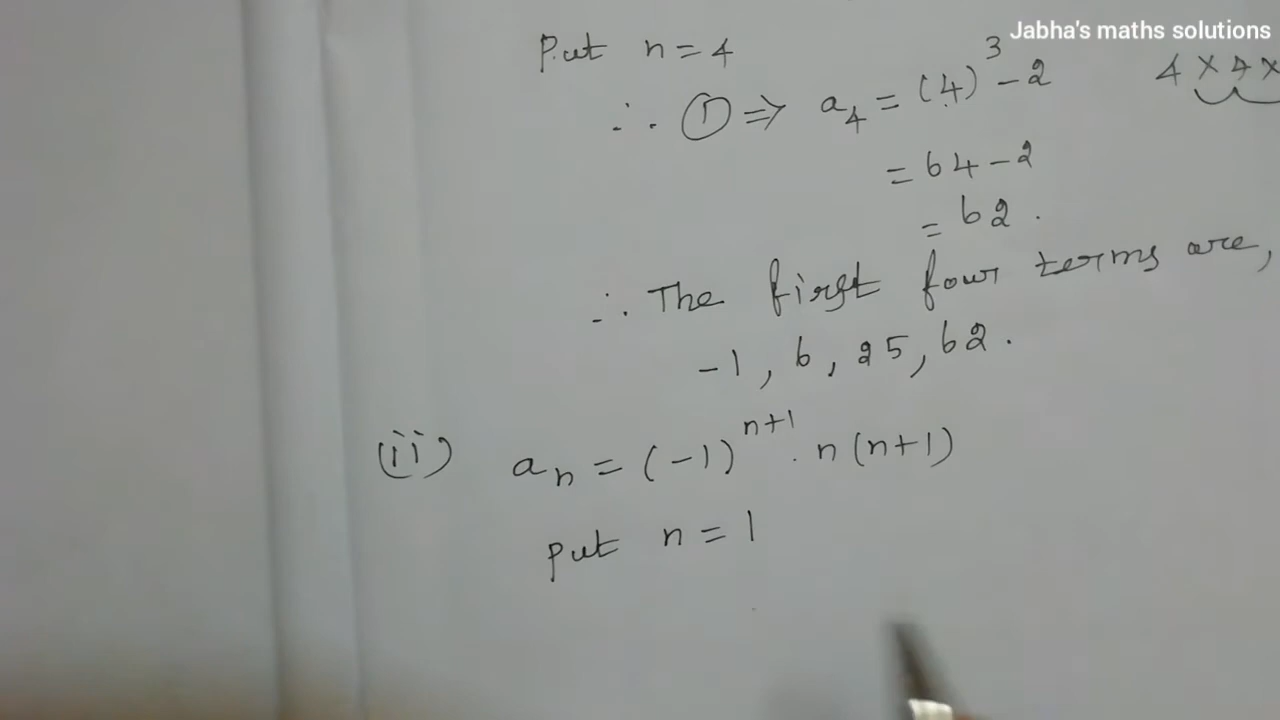 Jabha's maths solutions
Put n = 4
∴ ① ⇒ a₄ = (4)³ - 2
4 × 4 ×
= 64 - 2
= 62 .
∴ The first four terms are,
-1 , 6 , 25 , 62 .
(ii) aₙ = (-1)ⁿ⁺¹ . n (n+1)
put n = 1